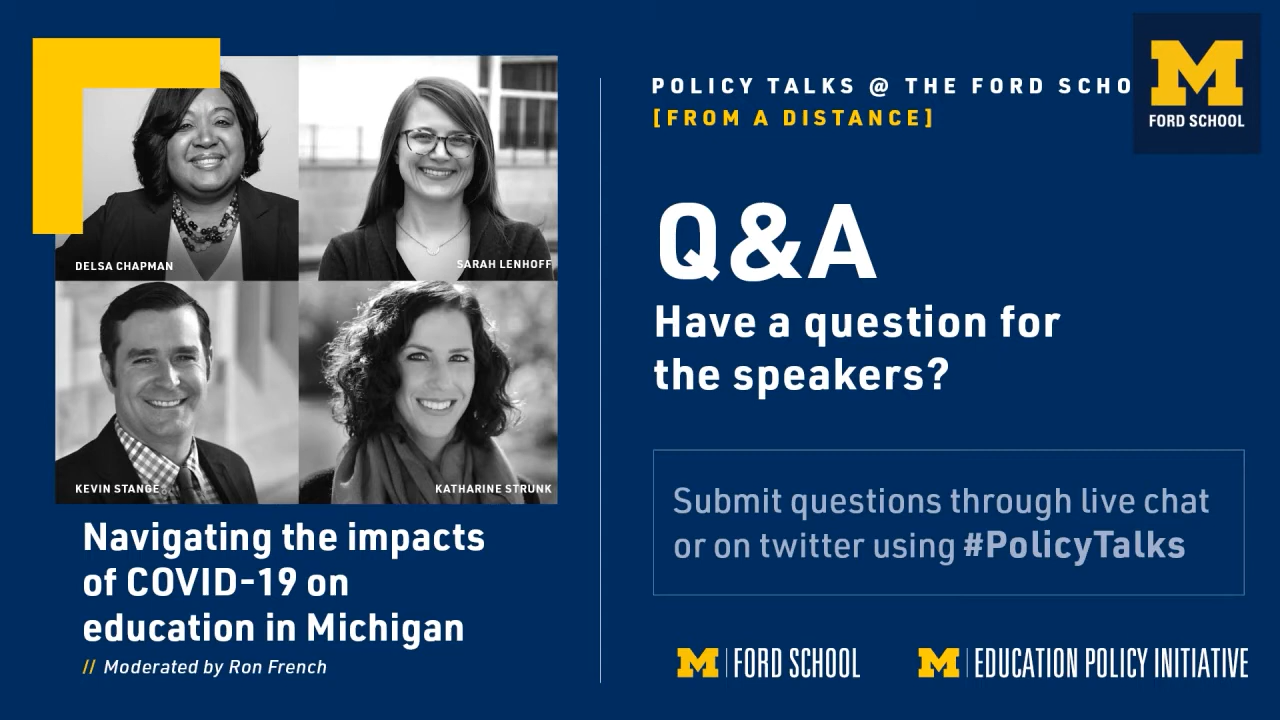 DELSA CHAPMAN
SARAH LENHOFF
KEVIN STANGE
KATHARINE STRUNK
Navigating the impacts
of COVID-19 on
education in Michigan
// Moderated by Ron French
POLICY TALKS @ THE FORD SCHO
[FROM A DISTANCE]
M
FORD SCHOOL
Q&A
Have a question for
the speakers?
Submit questions through live chat
or on twitter using #PolicyTalks
M FORD SCHOOL
M EDUCATION POLICY INITIATIVE